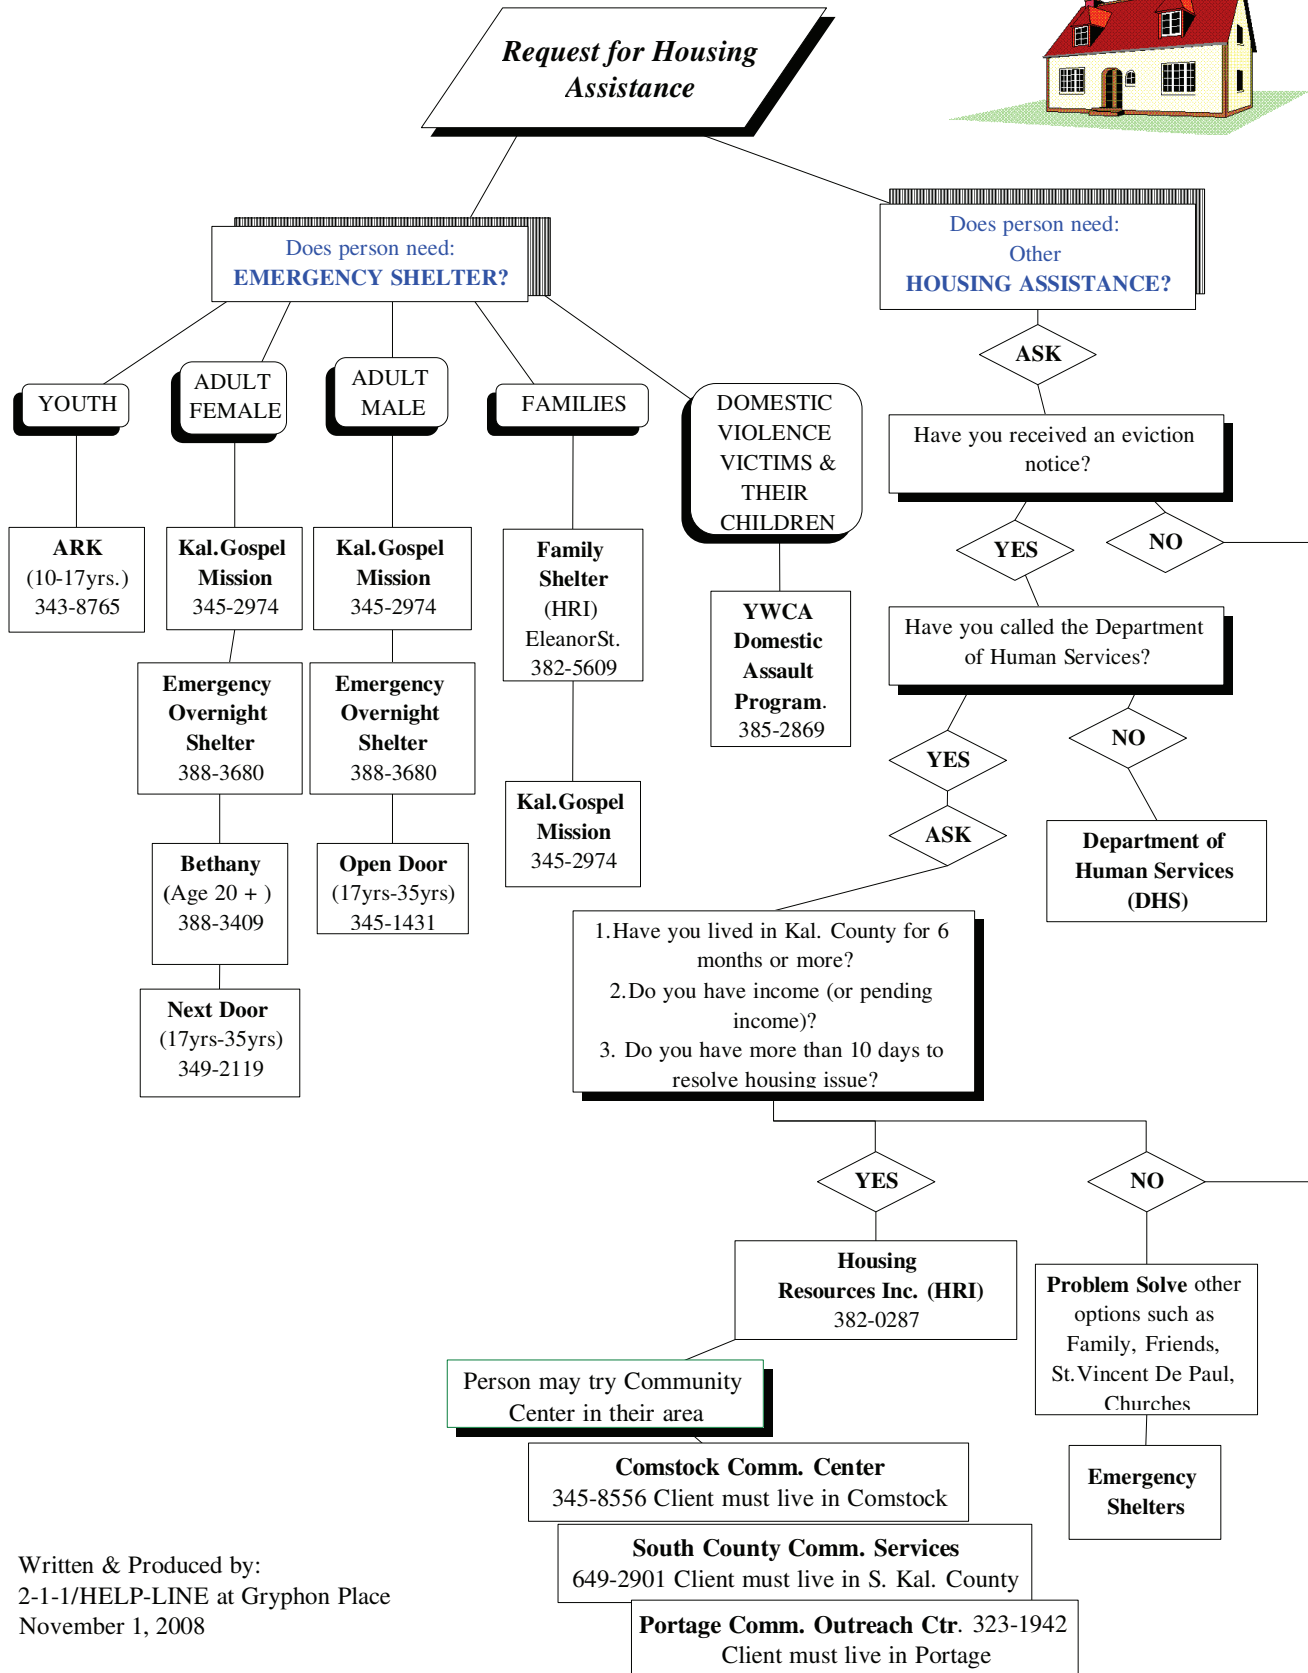 Request for Housing
Assistance
Does person need:
EMERGENCY SHELTER?
Does person need:
Other
HOUSING ASSISTANCE?
YOUTH
ADULT
FEMALE
ADULT
MALE
FAMILIES
DOMESTIC
VIOLENCE
VICTIMS &
THEIR
CHILDREN
ARK
(10-17yrs.)
343-8765
Kal.Gospel
Mission
345-2974
Emergency
Overnight
Shelter
388-3680
Bethany
(Age 20 + )
388-3409
Next Door
(17yrs-35yrs)
349-2119
Kal.Gospel
Mission
345-2974
Emergency
Overnight
Shelter
388-3680
Open Door
(17yrs-35yrs)
345-1431
Family
Shelter
(HRI)
EleanorSt.
382-5609
Kal.Gospel
Mission
345-2974
YWCA
Domestic
Assault
Program.
385-2869
ASK
Have you received an eviction
notice?
YES
NO
Have you called the Department
of Human Services?
YES
NO
ASK
Department of
Human Services
(DHS)
1.Have you lived in Kal. County for 6
months or more?
2.Do you have income (or pending
income)?
3. Do you have more than 10 days to
resolve housing issue?
YES
NO
Housing
Resources Inc. (HRI)
382-0287
Problem Solve other
options such as
Family, Friends,
St.Vincent De Paul,
Churches
Person may try Community
Center in their area
Emergency
Shelters
Comstock Comm. Center
345-8556 Client must live in Comstock
South County Comm. Services
649-2901 Client must live in S. Kal. County
Portage Comm. Outreach Ctr. 323-1942
Client must live in Portage
Written & Produced by:
2-1-1/HELP-LINE at Gryphon Place
November 1, 2008